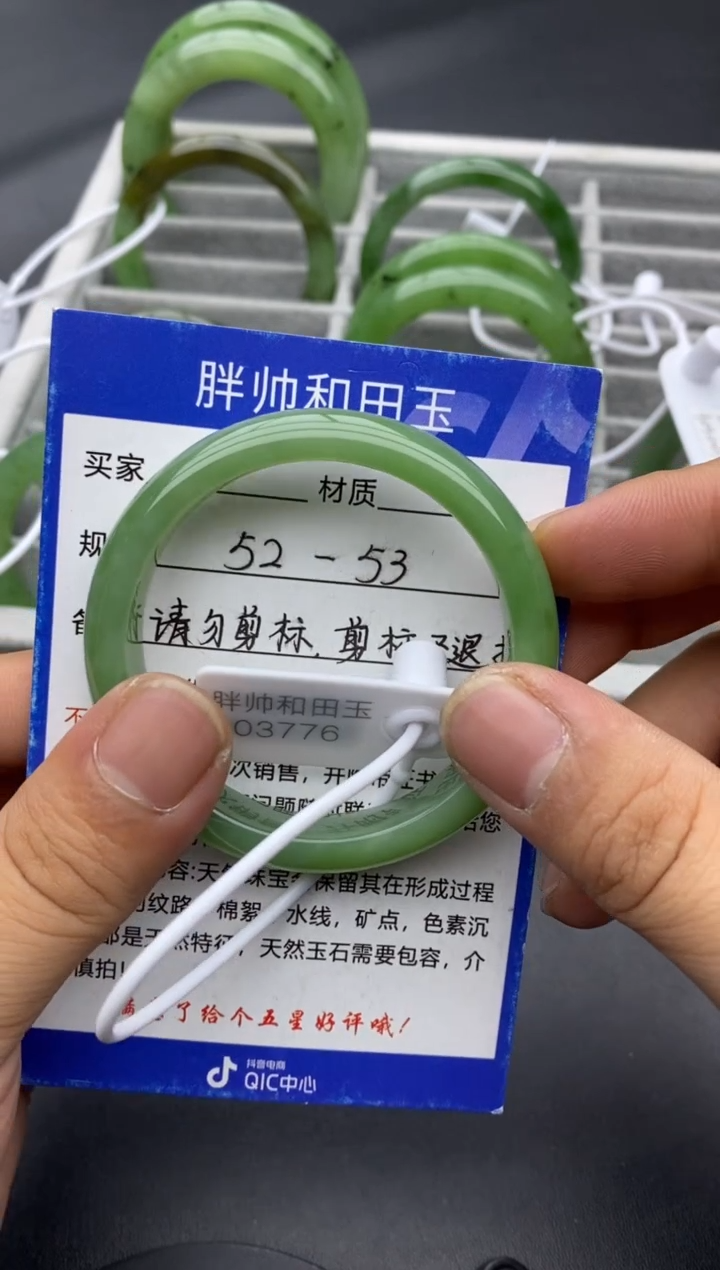 胖帅和田玉
买家 材质
规
52 - 53
请勿剪标,剪标不退
不
胖帅和田玉
03776
次销售,开
您
容:天然珠宝 保留其在形成过程
纹路 棉絮 水线,矿点,色素沉
都是天然特征,天然玉石需要包容,介
慎拍!
了给个五星好评哦!
抖音电商
QIC中心